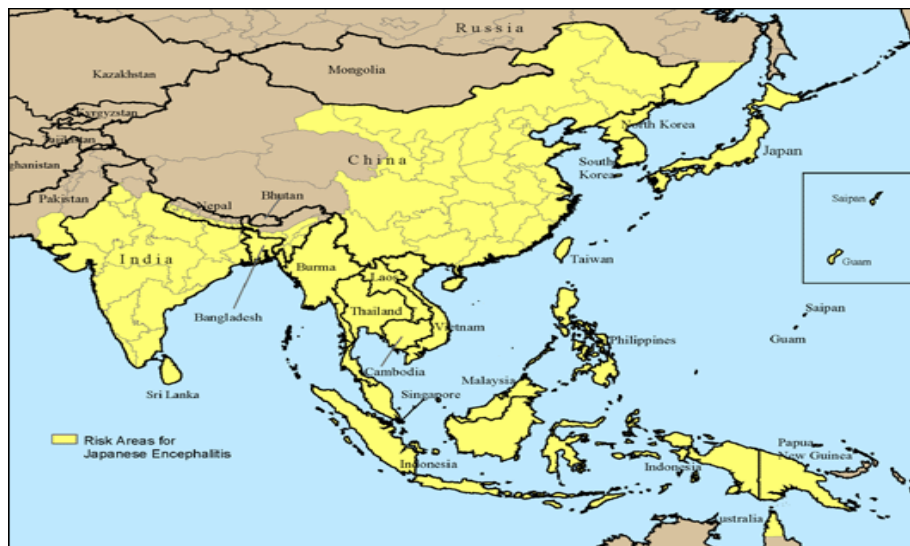 Russia
Kazakhstan
Mongolia
Kyrgyzstan
Tajikistan
ghanistan
China
North Korea
South
Korea
Japan
Pakistan
Nepal
Bhutan
Saipan
Guam
India
Burma
Laos
Taiwan
Bangladesh
Thailand
Vietnam
Saipan
Guam
Philippines
Cambodia
Malaysia
Singapore
Sri Lanka
Risk Areas for
Japanese Encephalitis
Indonesia
Indonesia
Papua
New Guinea
Australia